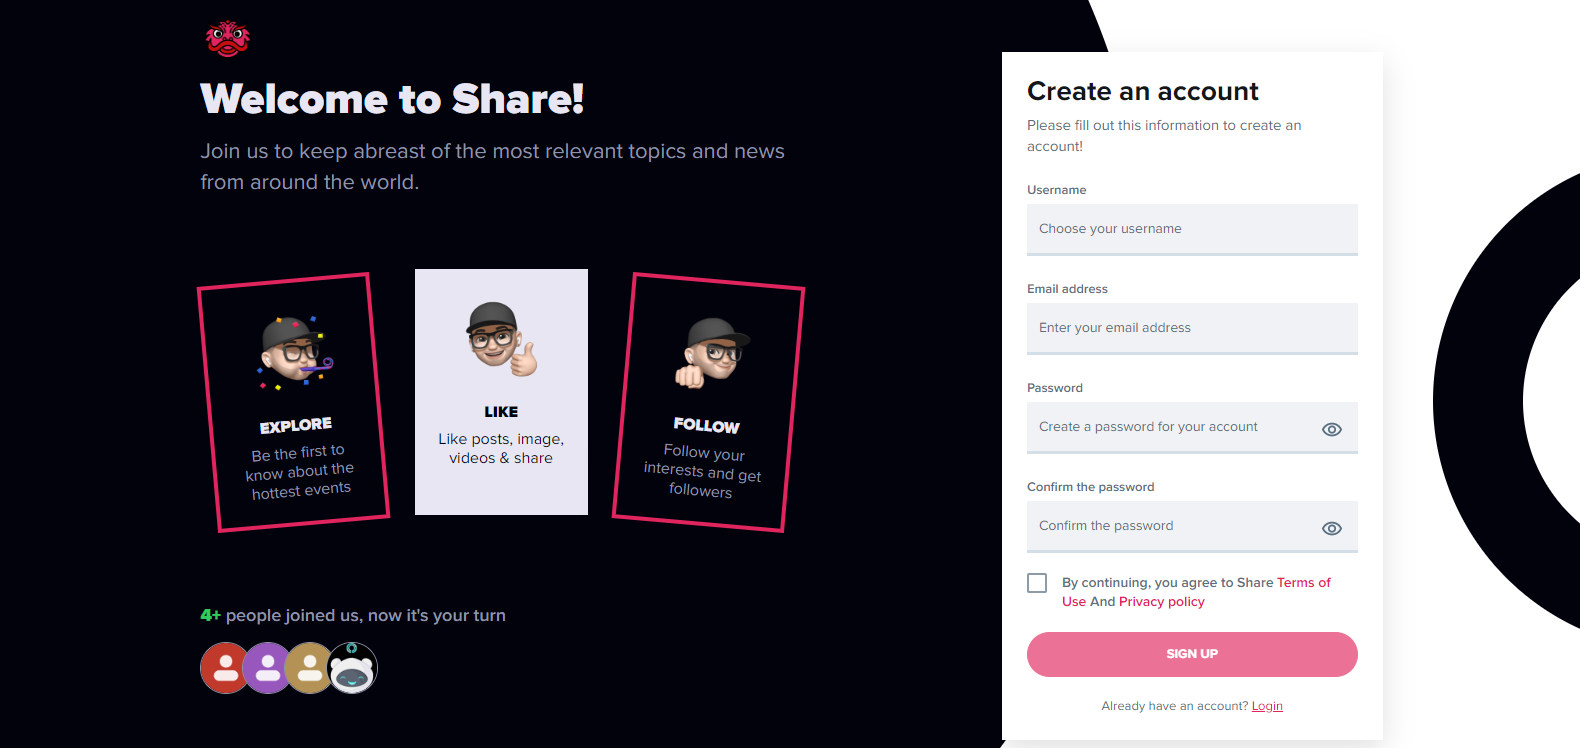 Welcome to Share!
Join us to keep abreast of the most relevant topics and news
from around the world.
EXPLORE
Be the first to
know about the
hottest events
LIKE
Like posts, image,
videos & share
FOLLOW
Follow your
interests and get
followers
4+ people joined us, now it's your turn
Create an account
Please fill out this information to create an
account!
Username
Choose your username
Email address
Enter your email address
Password
Create a password for your account
Confirm the password
Confirm the password
By continuing, you agree to Share Terms of
Use And Privacy policy
SIGN UP
Already have an account? Login